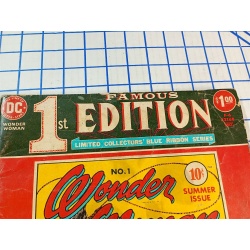 FAMOUS
1st EDITION
DC
WONDER
WOMAN
$1.00
LIMITED COLLECTORS' BLUE RIBBON SERIES
NO. 1
10¢
SUMMER
ISSUE
Wonder